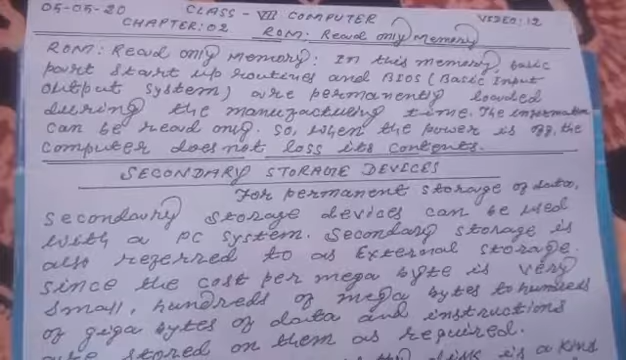 05-05-20 CLASS - VII COMPUTER VIDEO: 12
CHAPTER: 02 ROM: Read only Memory
ROM: Read only Memory: In this memory, basic
part start up routines and BIOS (Basic Input
Output System) are permanently loaded
during the manufacturing time. The information
can be read only. So, when the power is off, the
computer does not loss its contents.
SECONDARY STORAGE DEVICES
For permanent storage of data,
secondary storage devices can be used
with a PC system. Secondary storage is
also referred to as External storage.
Since the cost per mega byte is very
small, hundreds of mega bytes to hundreds
of giga bytes of data and instructions
are stored on them as required.
is a kind